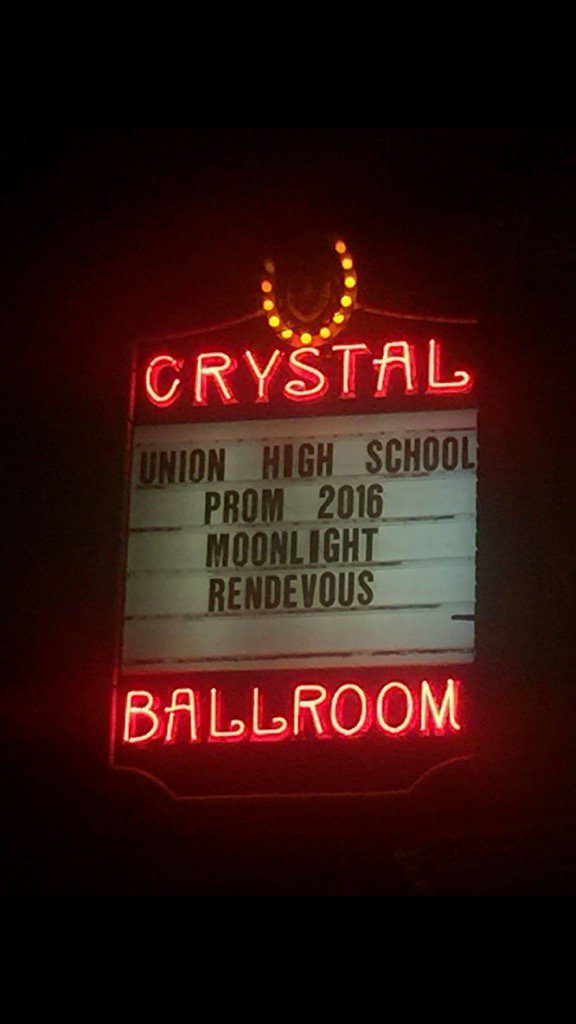 CRYSTAL
UNION HIGH SCHOOL
PROM 2016
MOONLIGHT
RENDEVOUS
BALLROOM